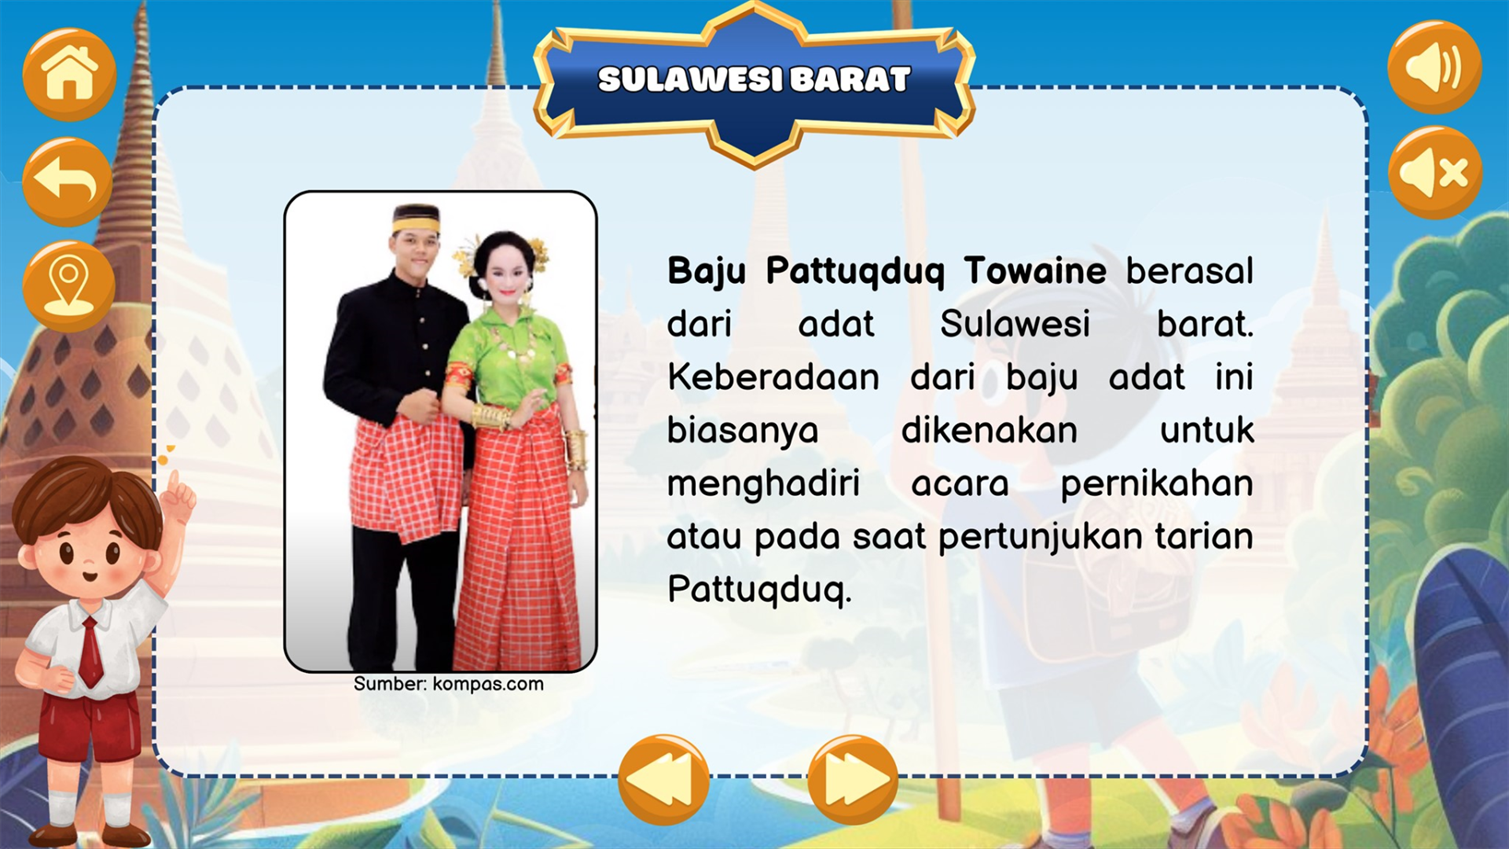 SULAWESI BARAT
Baju Pattuqduq Towaine berasal
dari adat Sulawesi barat.
Keberadaan dari baju adat ini
biasanya dikenakan untuk
menghadiri acara pernikahan
atau pada saat pertunjukan tarian
Pattuqduq.
Sumber: kompas.com